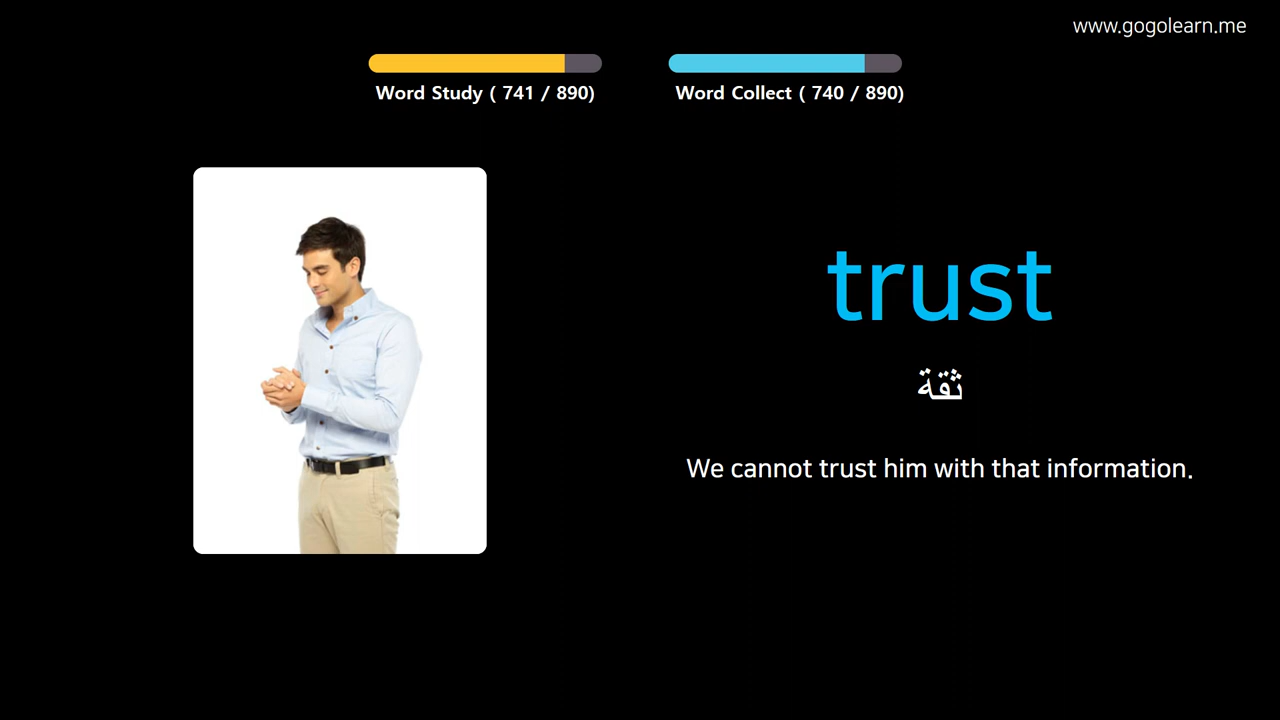 www.gogolearn.me
Word Study ( 741 / 890)
Word Collect ( 740 / 890)
trust
ثقة
We cannot trust him with that information.